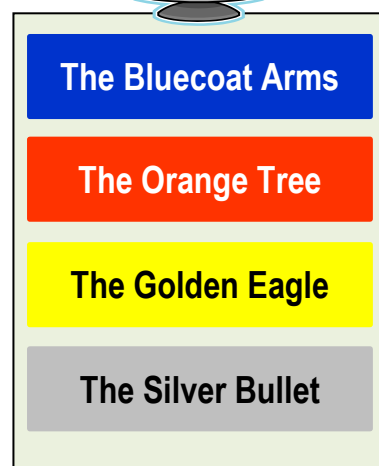 The Bluecoat Arms
The Orange Tree
The Golden Eagle
The Silver Bullet